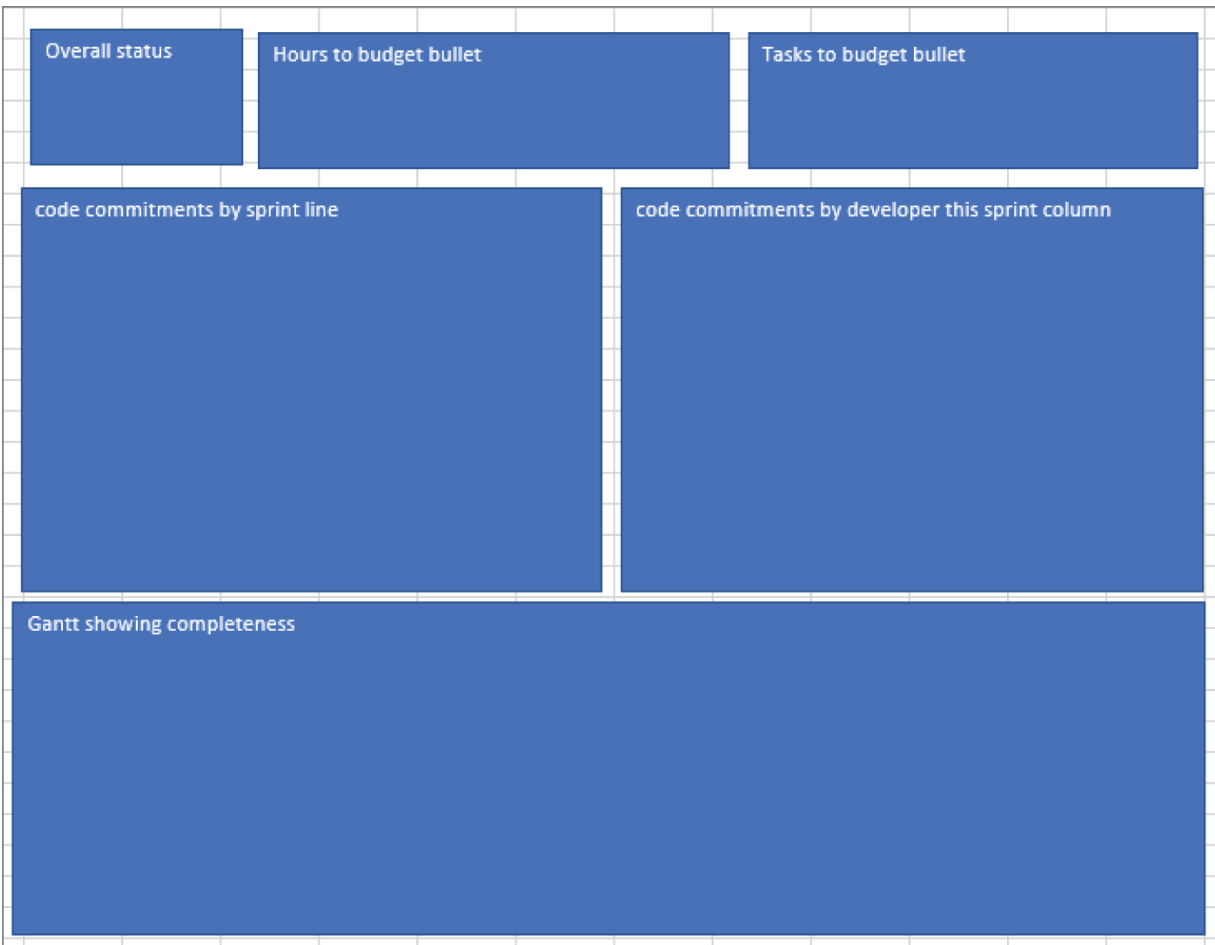 Overall status
Hours to budget bullet
Tasks to budget bullet
code commitments by sprint line
code commitments by developer this sprint column
Gantt showing completeness